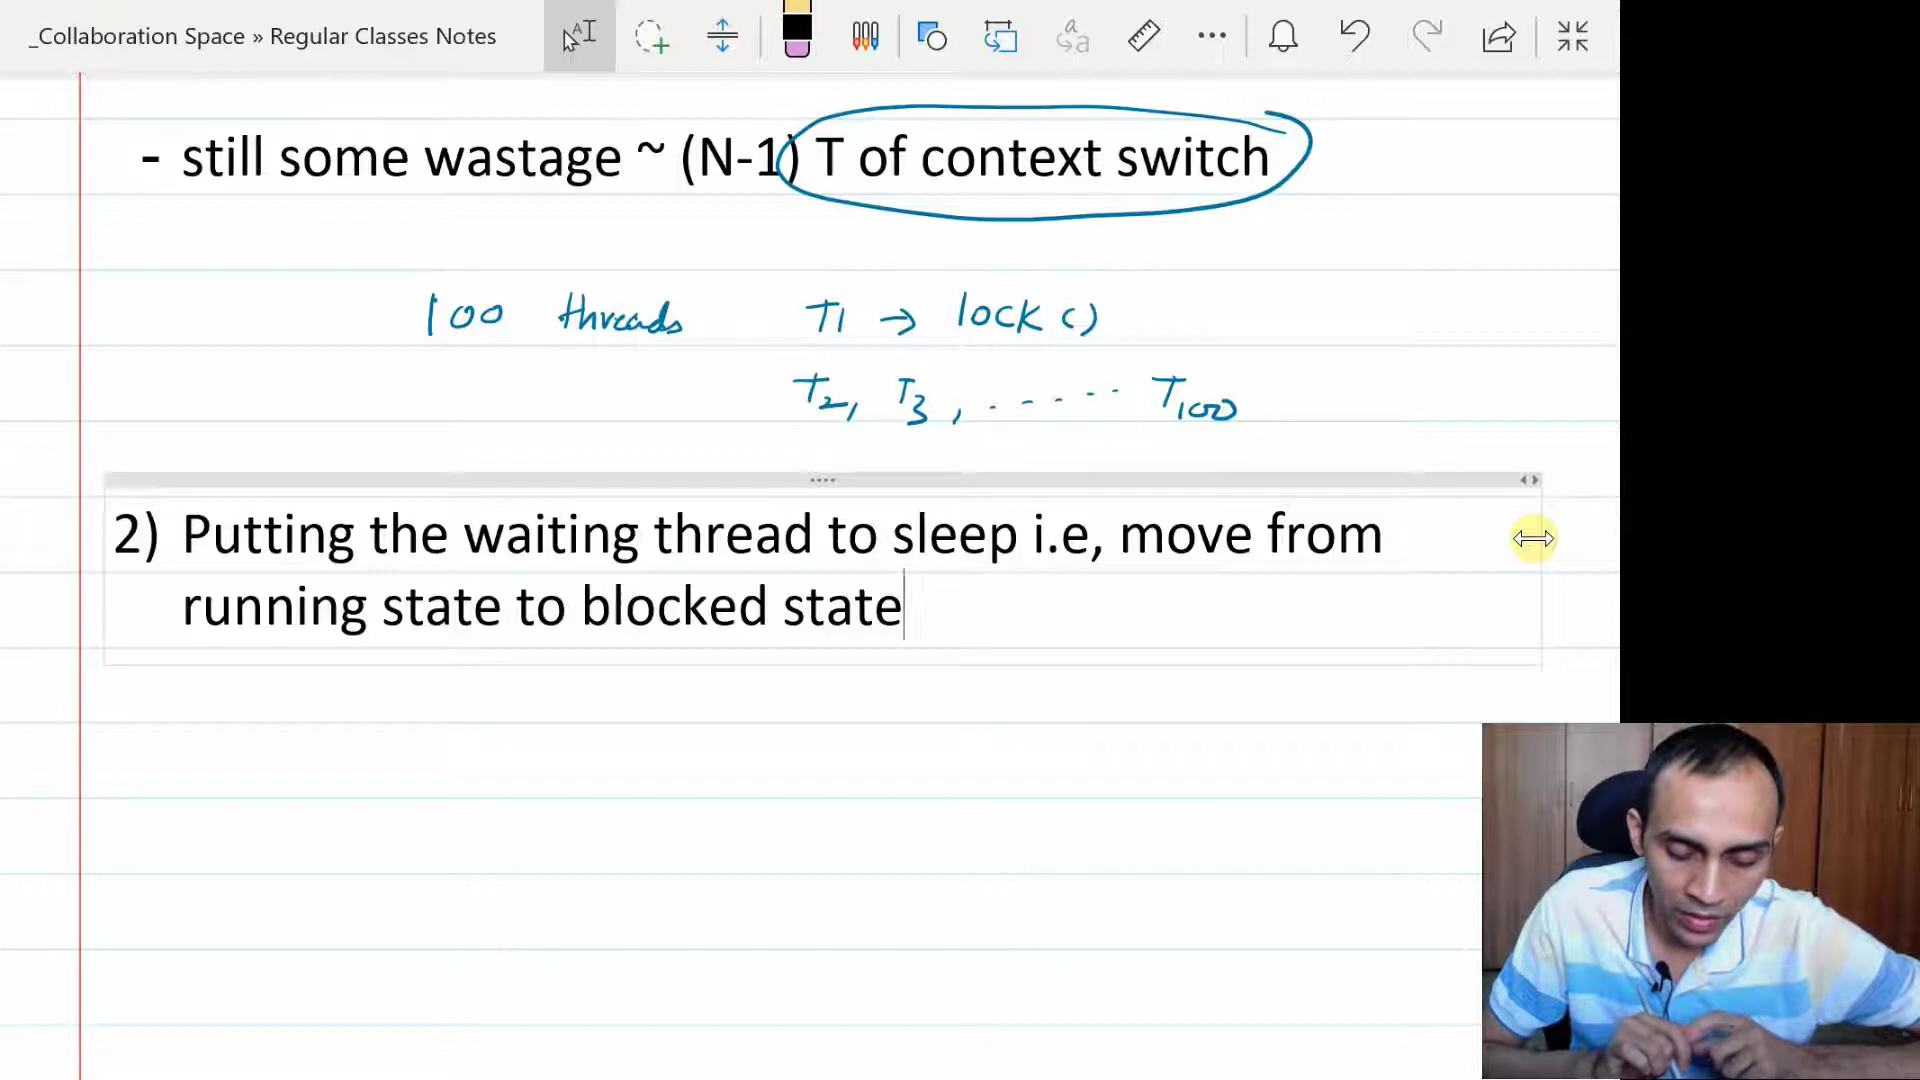 _Collaboration Space » Regular Classes Notes
- still some wastage ~ (N-1) T of context switch
100 threads T1 → lock ()
T2, T3, ..... T100
2) Putting the waiting thread to sleep i.e, move from
running state to blocked state